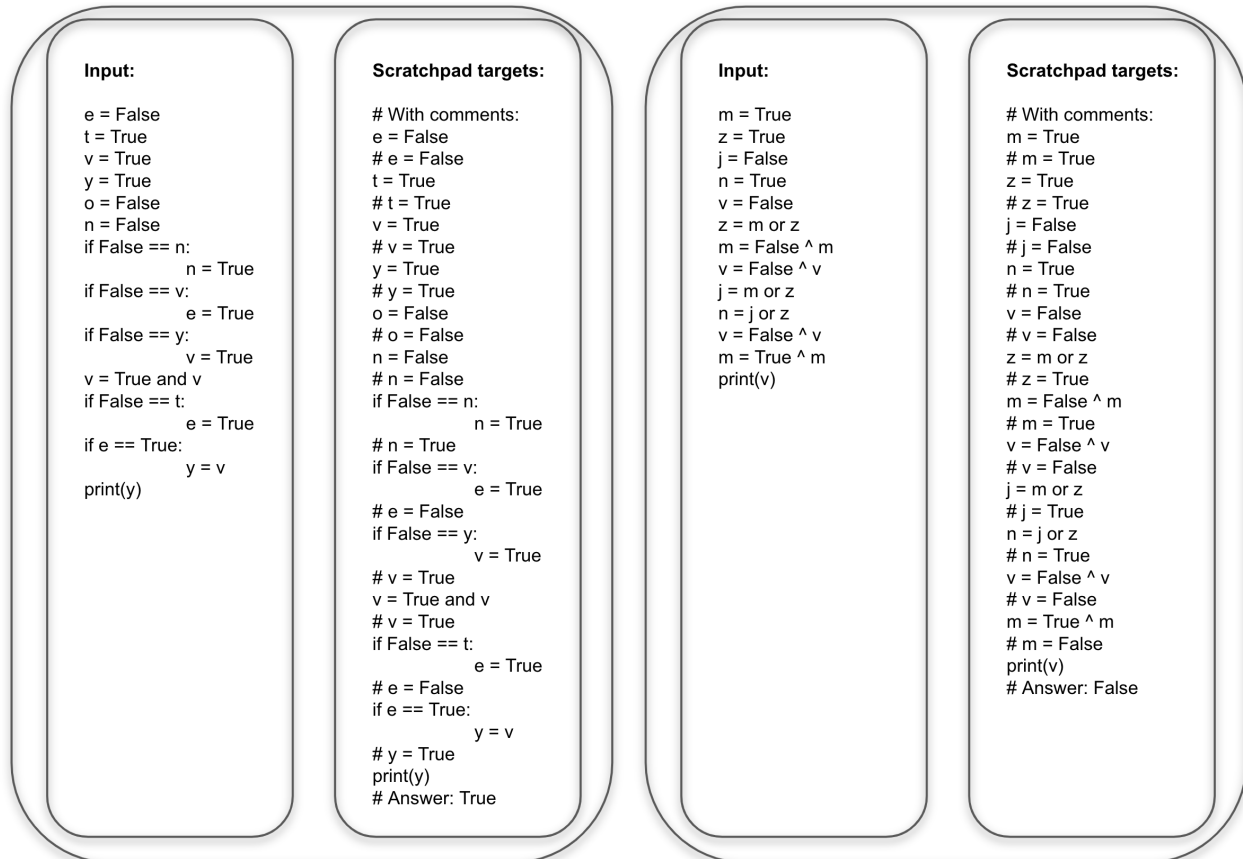 Input:
e = False
t = True
v = True
y = True
o = False
n = False
if False == n:
n = True
if False == v:
e = True
if False == y:
v = True
v = True and v
if False == t:
e = True
if e == True:
y = v
print(y)
Scratchpad targets:
# With comments:
e = False
# e = False
t = True
# t = True
v = True
# v = True
y = True
# y = True
o = False
# o = False
n = False
# n = False
if False == n:
n = True
# n = True
if False == v:
e = True
# e = False
if False == y:
v = True
# v = True
v = True and v
# v = True
if False == t:
e = True
# e = False
if e == True:
y = v
# y = True
print(y)
# Answer: True
Input:
m = True
z = True
j = False
n = True
v = False
z = m or z
m = False ^ m
v = False ^ v
j = m or z
n = j or z
v = False ^ v
m = True ^ m
print(v)
Scratchpad targets:
# With comments:
m = True
# m = True
z = True
# z = True
j = False
# j = False
n = True
# n = True
v = False
# v = False
z = m or z
# z = True
m = False ^ m
# m = True
v = False ^ v
# v = False
j = m or z
# j = True
n = j or z
# n = True
v = False ^ v
# v = False
m = True ^ m
# m = False
print(v)
# Answer: False